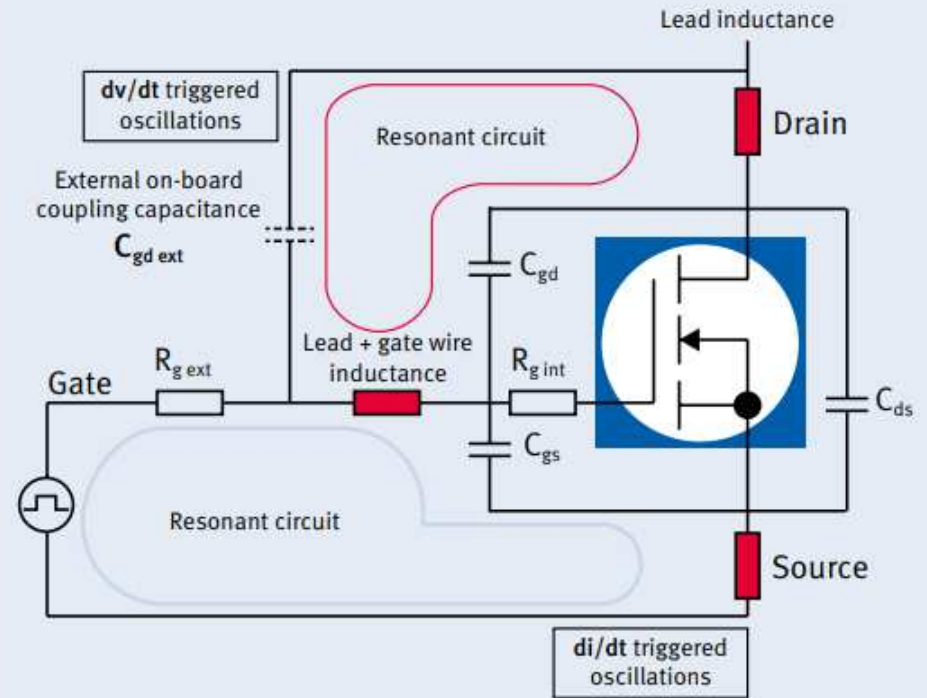 Lead inductance
dv/dt triggered
oscillations
Resonant circuit
Drain
External on-board
coupling capacitance
C_gd ext
C_gd
Lead + gate wire
inductance
R_g ext
R_g int
Gate
C_ds
C_gs
Resonant circuit
Source
di/dt triggered
oscillations